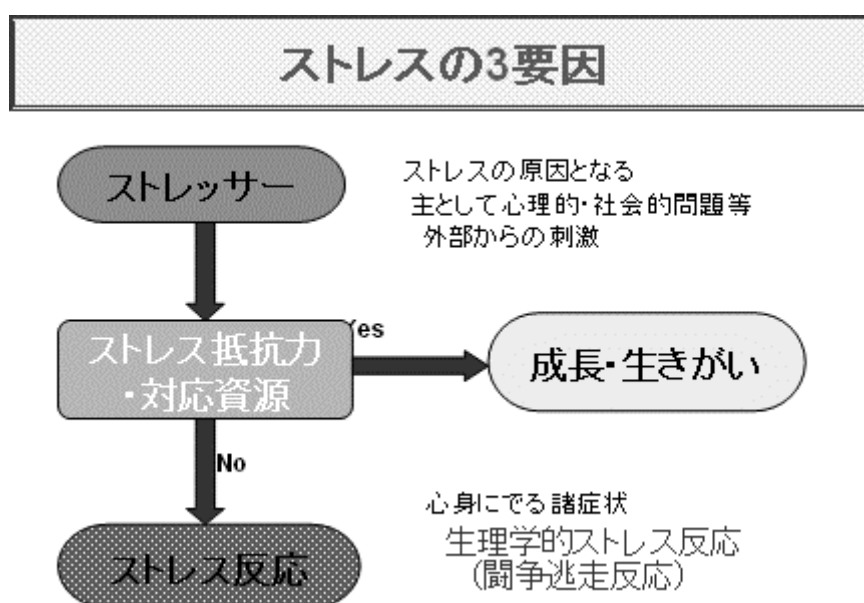 ストレスの3要因
ストレッサー
ストレスの原因となる
主として心理的･社会的問題等
外部からの刺激
ストレス抵抗力
･対応資源
Yes
成長･生きがい
No
心身にでる諸症状
生理学的ストレス反応
(闘争逃走反応)
ストレス反応